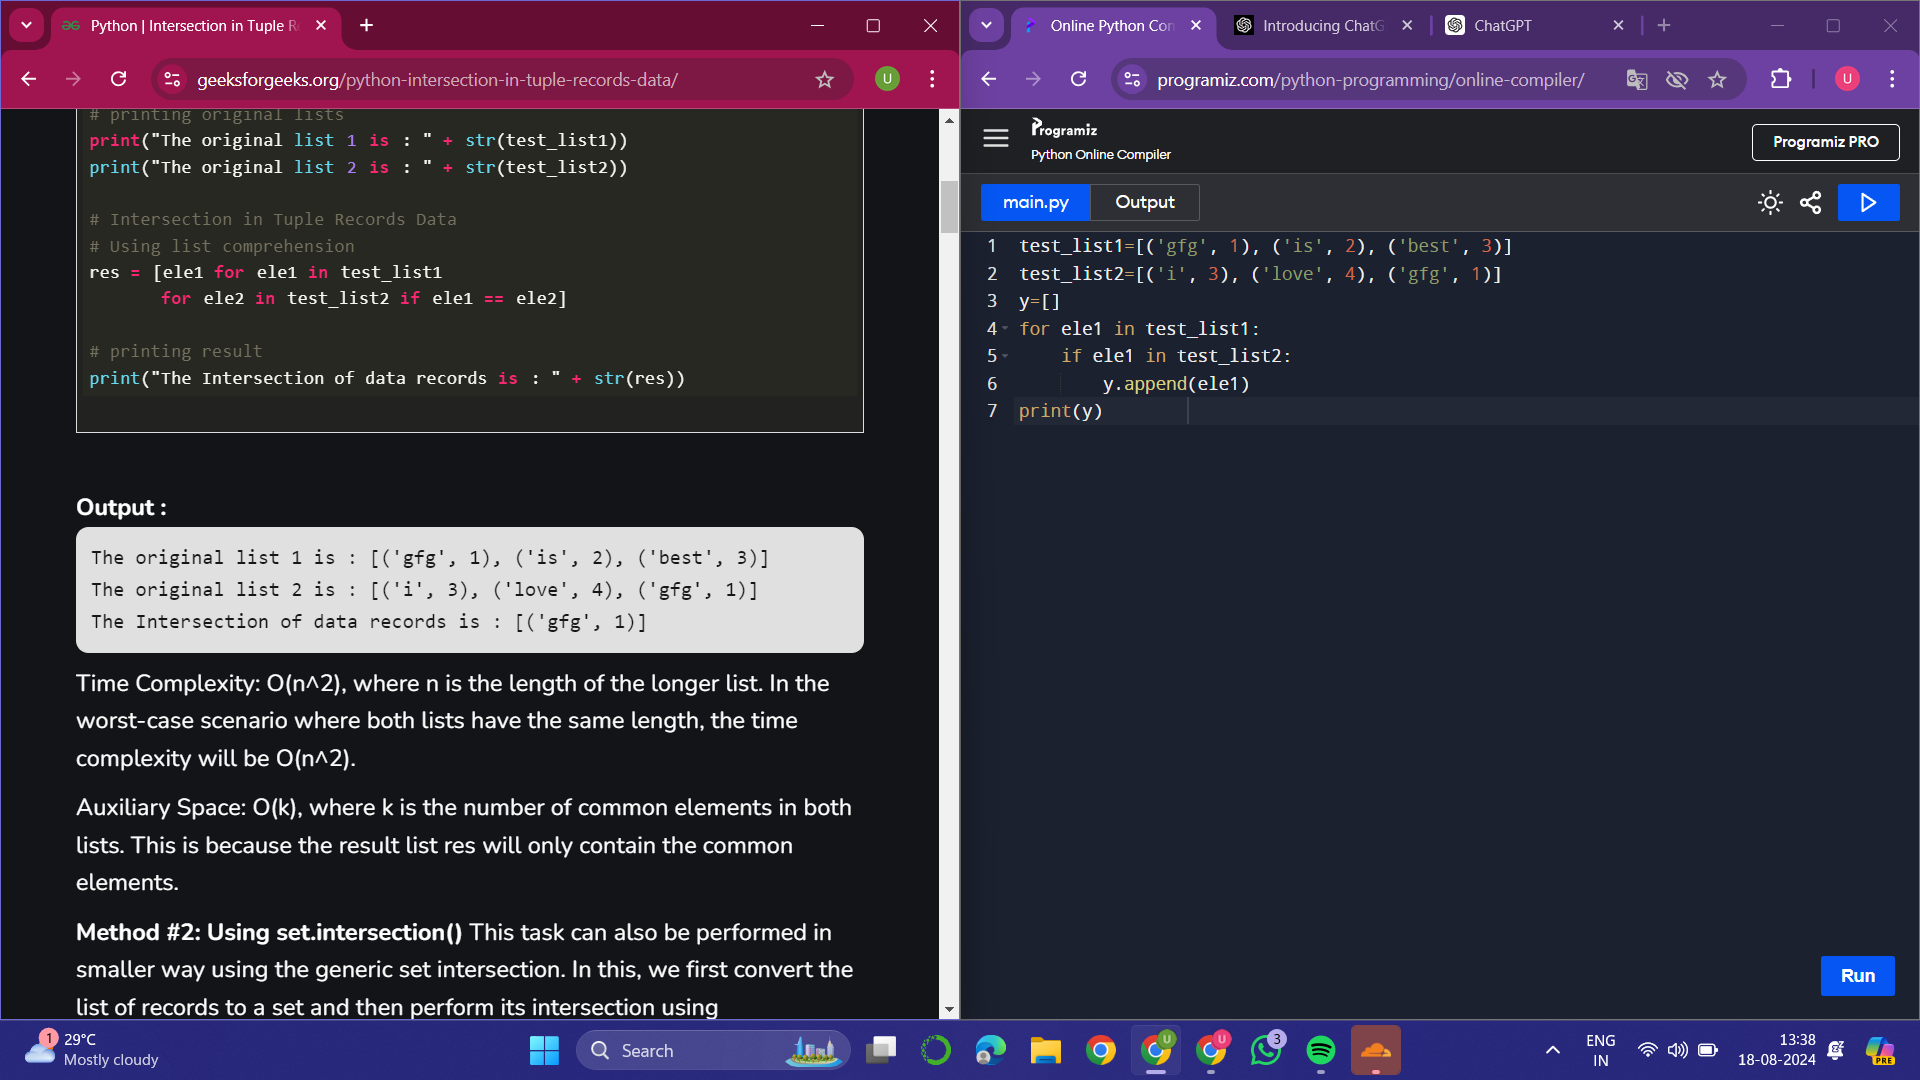 Python | Intersection in Tuple R
geeksforgeeks.org/python-intersection-in-tuple-records-data/
U
# printing original lists
print("The original list 1 is : " + str(test_list1))
print("The original list 2 is : " + str(test_list2))
# Intersection in Tuple Records Data
# Using list comprehension
res = [ele1 for ele1 in test_list1
for ele2 in test_list2 if ele1 == ele2]
# printing result
print("The Intersection of data records is : " + str(res))
Output :
The original list 1 is : [('gfg', 1), ('is', 2), ('best', 3)]
The original list 2 is : [('i', 3), ('love', 4), ('gfg', 1)]
The Intersection of data records is : [('gfg', 1)]
Time Complexity: O(n^2), where n is the length of the longer list. In the
worst-case scenario where both lists have the same length, the time
complexity will be O(n^2).
Auxiliary Space: O(k), where k is the number of common elements in both
lists. This is because the result list res will only contain the common
elements.
Method #2: Using set.intersection() This task can also be performed in
smaller way using the generic set intersection. In this, we first convert the
list of records to a set and then perform its intersection using
Online Python Con
Introducing ChatG
ChatGPT
programiz.com/python-programming/online-compiler/
U
Programiz
Python Online Compiler
Programiz PRO
main.py
Output
1 test_list1=[('gfg', 1), ('is', 2), ('best', 3)]
2 test_list2=[('i', 3), ('love', 4), ('gfg', 1)]
3 y=[]
4 for ele1 in test_list1:
5 if ele1 in test_list2:
6 y.append(ele1)
7 print(y)
Run
1
29°C
Mostly cloudy
Search
U
U
3
ENG
IN
13:38
18-08-2024
PRE